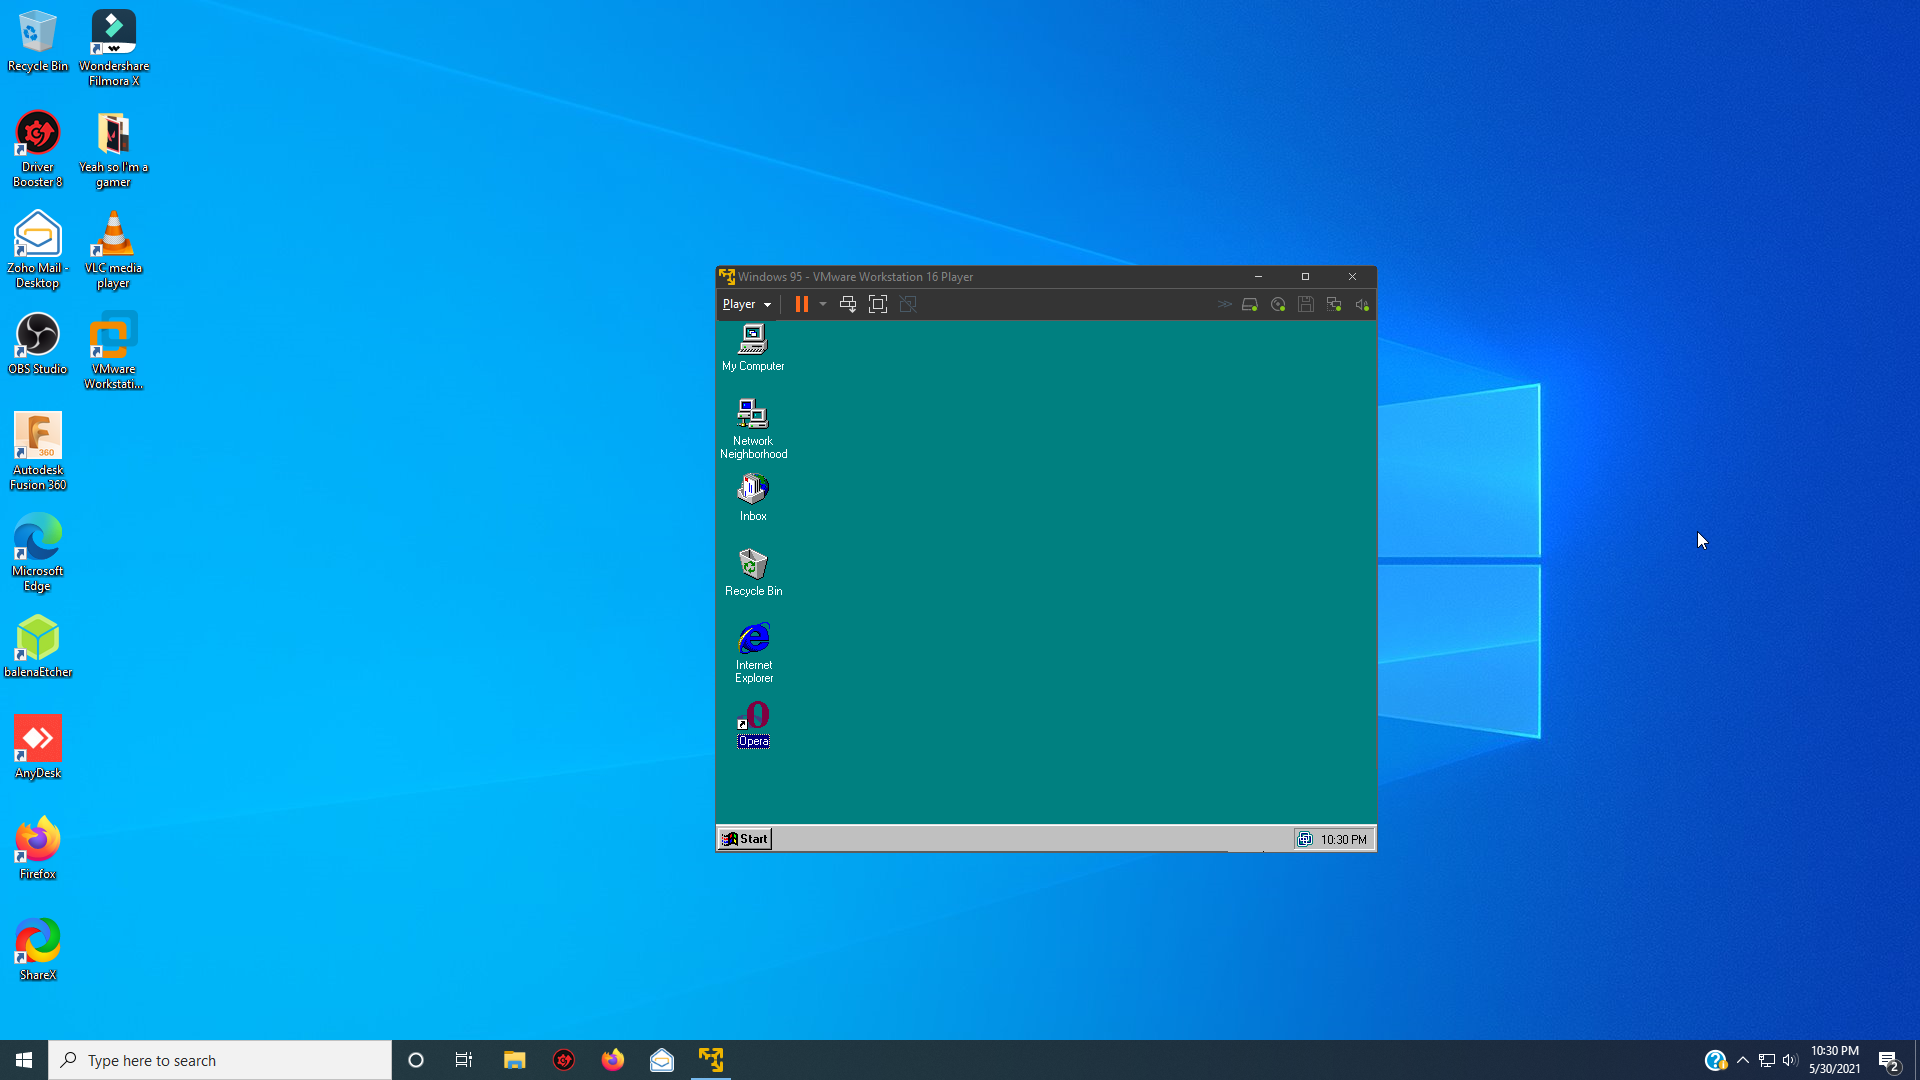 Recycle Bin
Wondershare
Filmora X
Driver
Booster 8
Yeah so I'm a
gamer
Zoho Mail -
Desktop
VLC media
player
OBS Studio
VMware
Workstati...
360
Autodesk
Fusion 360
Microsoft
Edge
balenaEtcher
AnyDesk
Firefox
ShareX
Windows 95 - VMware Workstation 16 Player
Player
My Computer
Network
Neighborhood
Inbox
Recycle Bin
Internet
Explorer
Opera
Start
10:30 PM
Type here to search
10:30 PM
5/30/2021
2